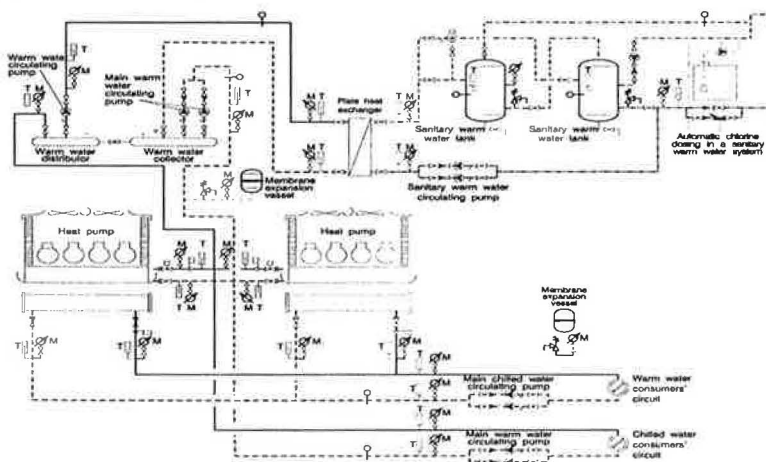 Warm water
circulating
pump
T
M
T
M
Main warm
water
circulating
pump
T
M
Warm water
distributor
Warm water
collector
M
T
Plate heat
exchanger
M
T
M
T
M
Sanitary warm
water tank
Sanitary warm
water tank
M
T
Automatic chlorine
dosing in a sanitary
warm water system
Sanitary warm water
circulating pump
M
Membrane
expansion
vessel
Heat pump
Heat pump
M
T
M
T
M
T
M
T
M
Membrane
expansion
vessel
M
T
M
M
T
M
M
T
M
Main chilled water
circulating pump
Warm water
consumers'
circuit
T
M
T
M
Main warm water
circulating pump
Chilled water
consumers'
circuit
T
M